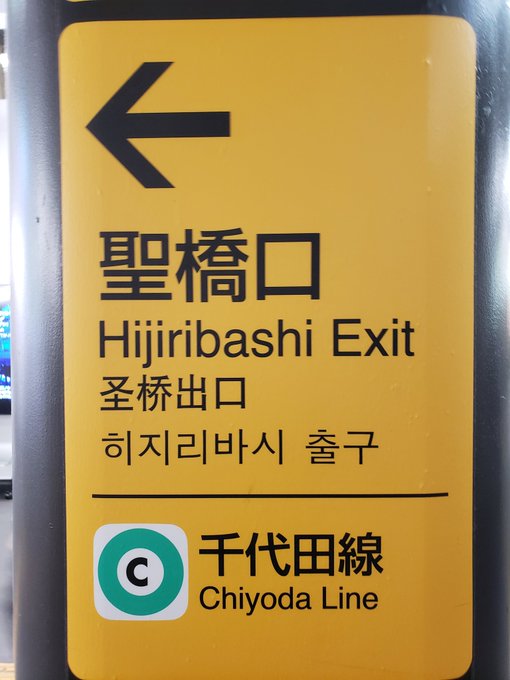 聖橋口
Hijiribashi Exit
圣桥出口
히지리바시 출구
C
千代田線
Chiyoda Line